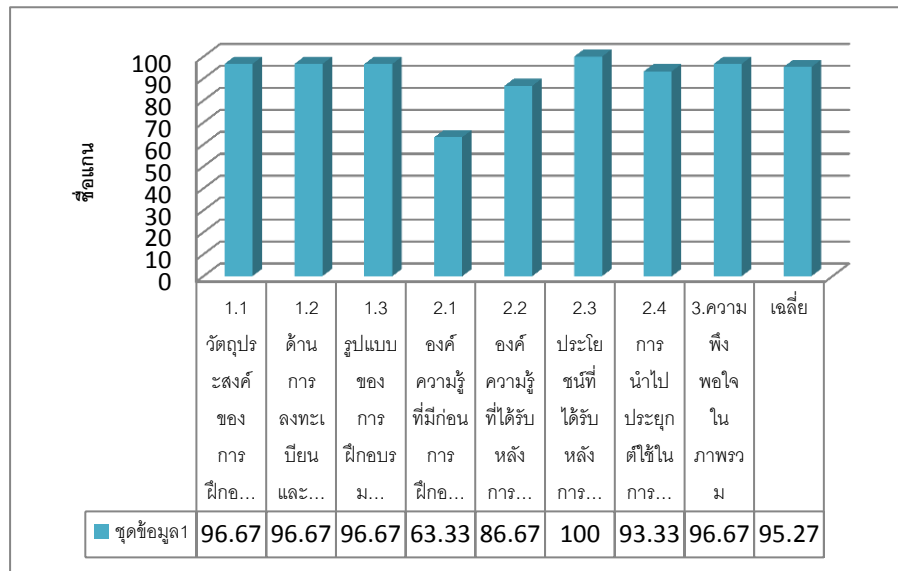 100
90
80
70
60
50
40
30
20
10
0
ชื่อแกน
1.1
วัตถุปร
ะสงค์
ของ
การ
ฝึกอ...
1.2
ด้าน
การ
ลงทะเ
บียน
และ...
1.3
รูปแบบ
ของ
การ
ฝึกอบร
ม...
2.1
องค์
ความรู้
ที่มีก่อน
การ
ฝึกอ...
2.2
องค์
ความรู้
ที่ได้รับ
หลัง
การ...
2.3
ประโย
ชน์ที่
ได้รับ
หลัง
การ...
2.4
การ
นำไป
ประยุก
ต์ใช้ใน
การ...
3.ความ
พึง
พอใจ
ใน
ภาพรว
ม
เฉลี่ย
ชุดข้อมูล1 96.67 96.67 96.67 63.33 86.67 100 93.33 96.67 95.27